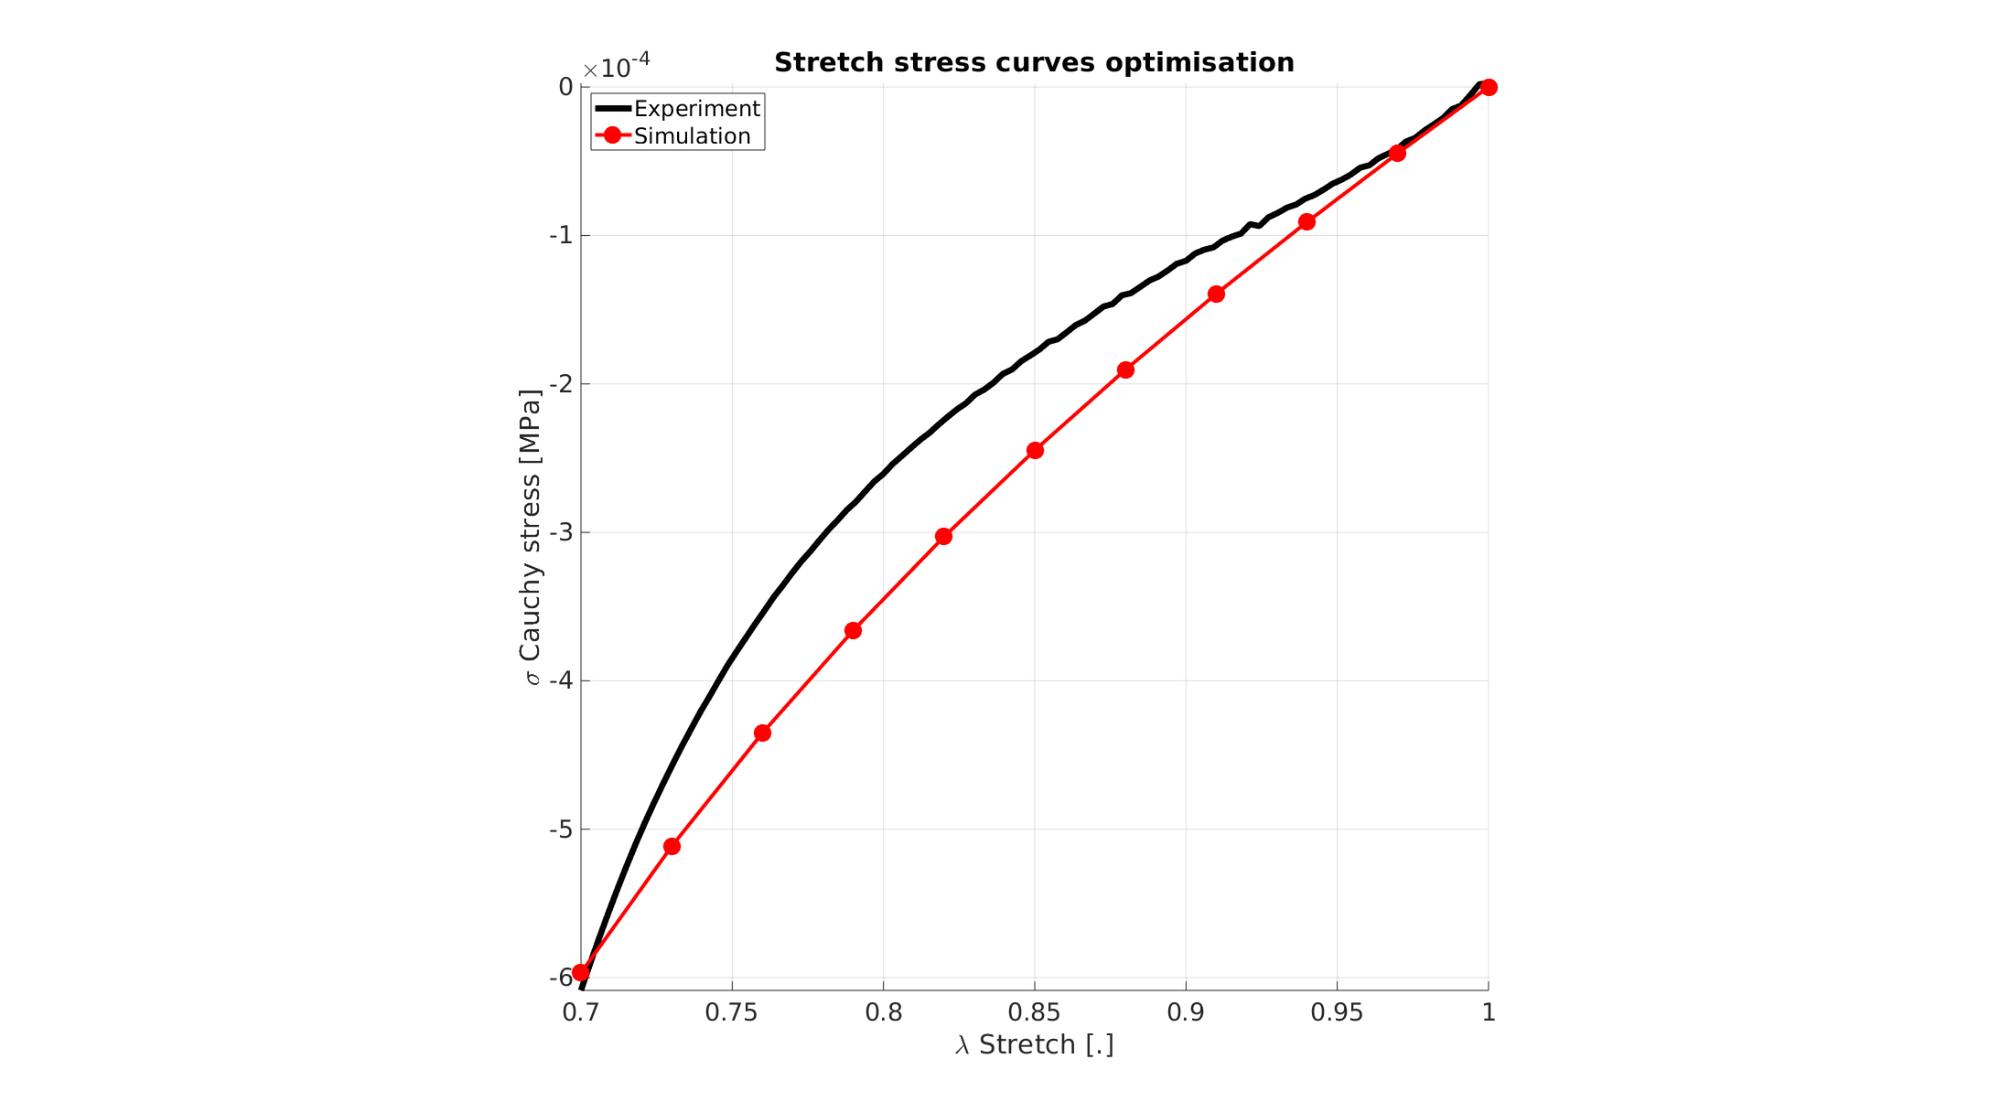 Stretch stress curves optimisation
×10-4
Experiment
Simulation
0
-1
-2
-3
-4
-5
-6
σ Cauchy stress [MPa]
0.7 0.75 0.8 0.85 0.9 0.95 1
λ Stretch [.]